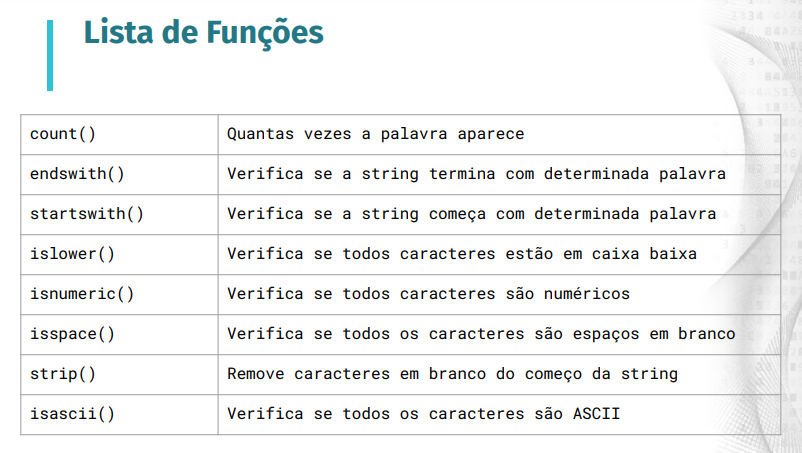 Lista de Funções
count() Quantas vezes a palavra aparece
endswith() Verifica se a string termina com determinada palavra
startswith() Verifica se a string começa com determinada palavra
islower() Verifica se todos caracteres estão em caixa baixa
isnumeric() Verifica se todos caracteres são numéricos
isspace() Verifica se todos os caracteres são espaços em branco
strip() Remove caracteres em branco do começo da string
isascii() Verifica se todos os caracteres são ASCII